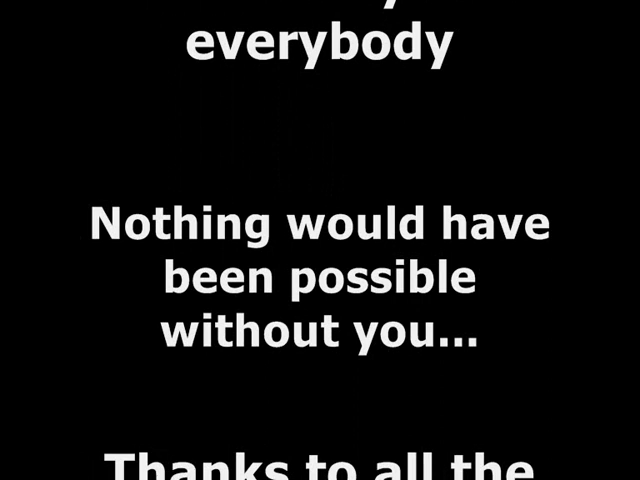 everybody
Nothing would have
been possible
without you...
Thanks to all the